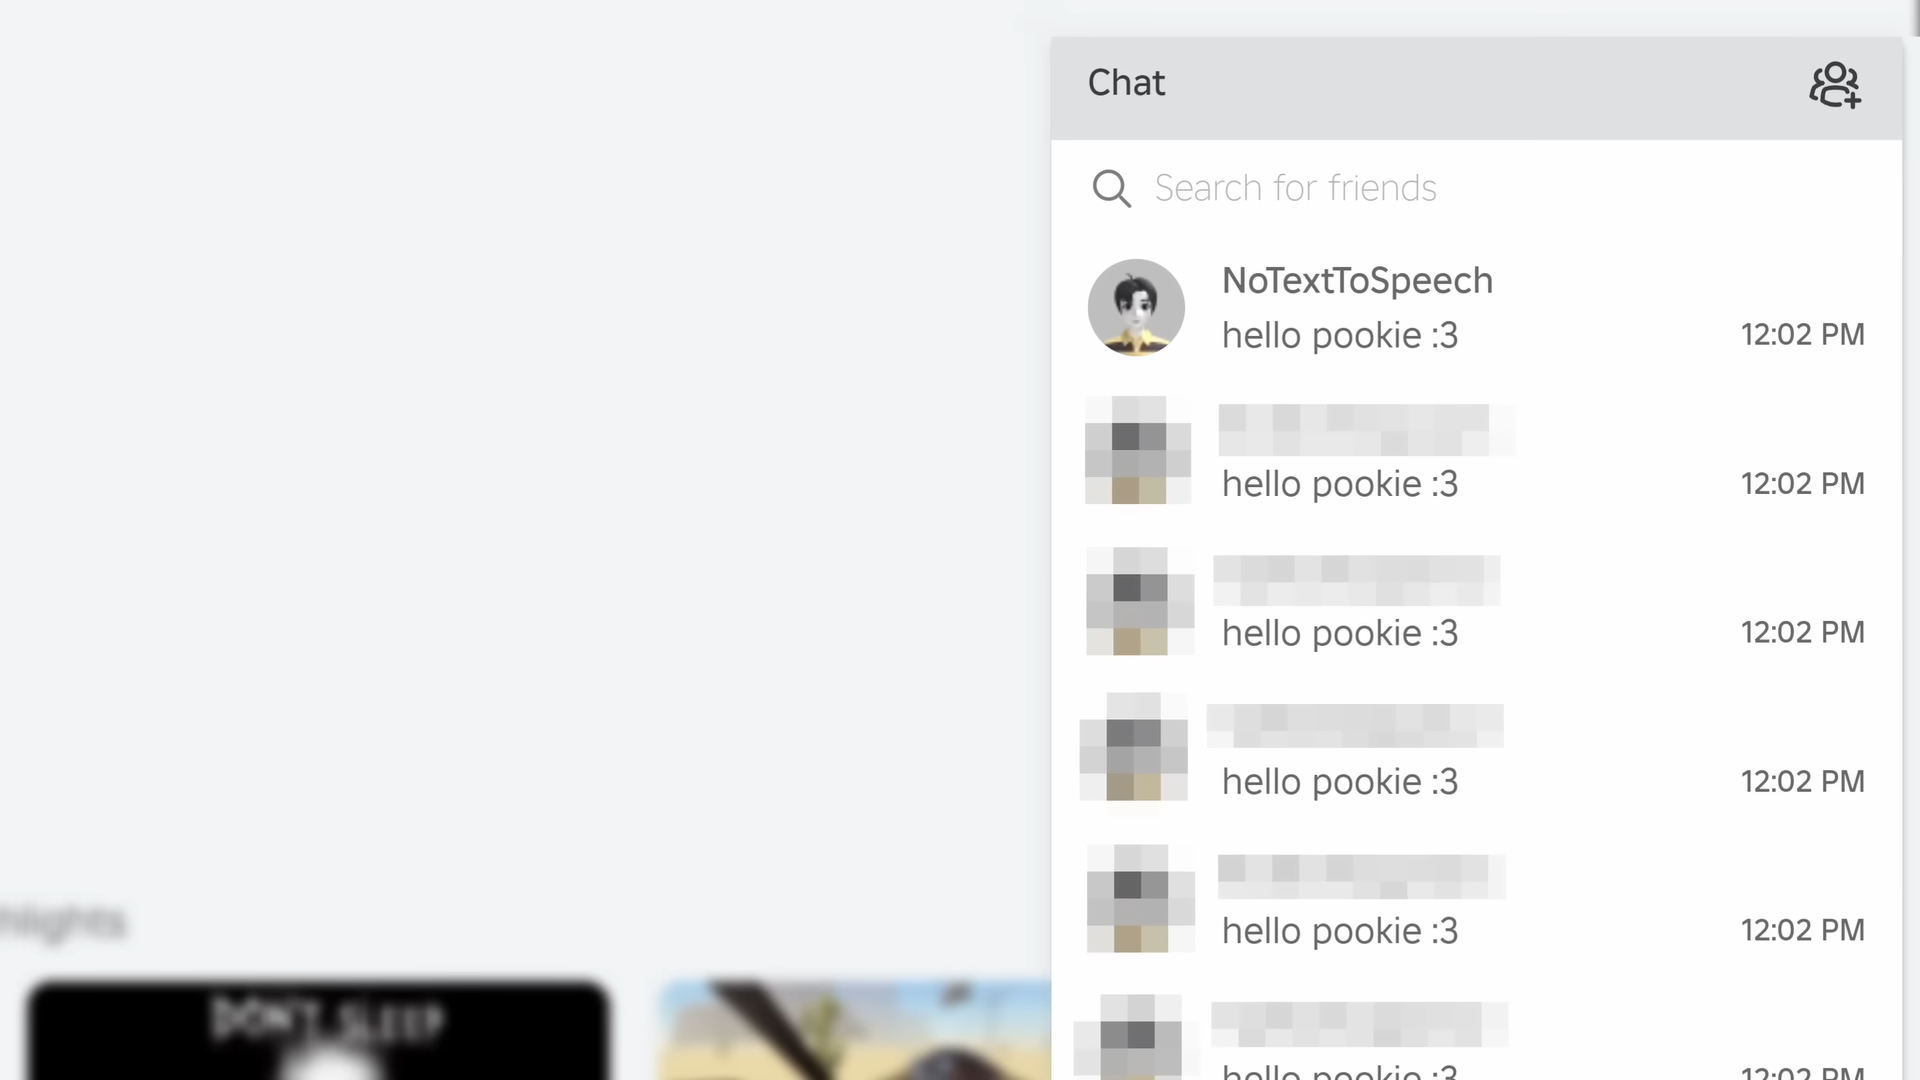 Chat
Search for friends
NoTextToSpeech
hello pookie :3
12:02 PM
hello pookie :3
12:02 PM
hello pookie :3
12:02 PM
hello pookie :3
12:02 PM
hello pookie :3
12:02 PM
hello pookie :3
12:02 PM
hlights
DON'T SLEEP